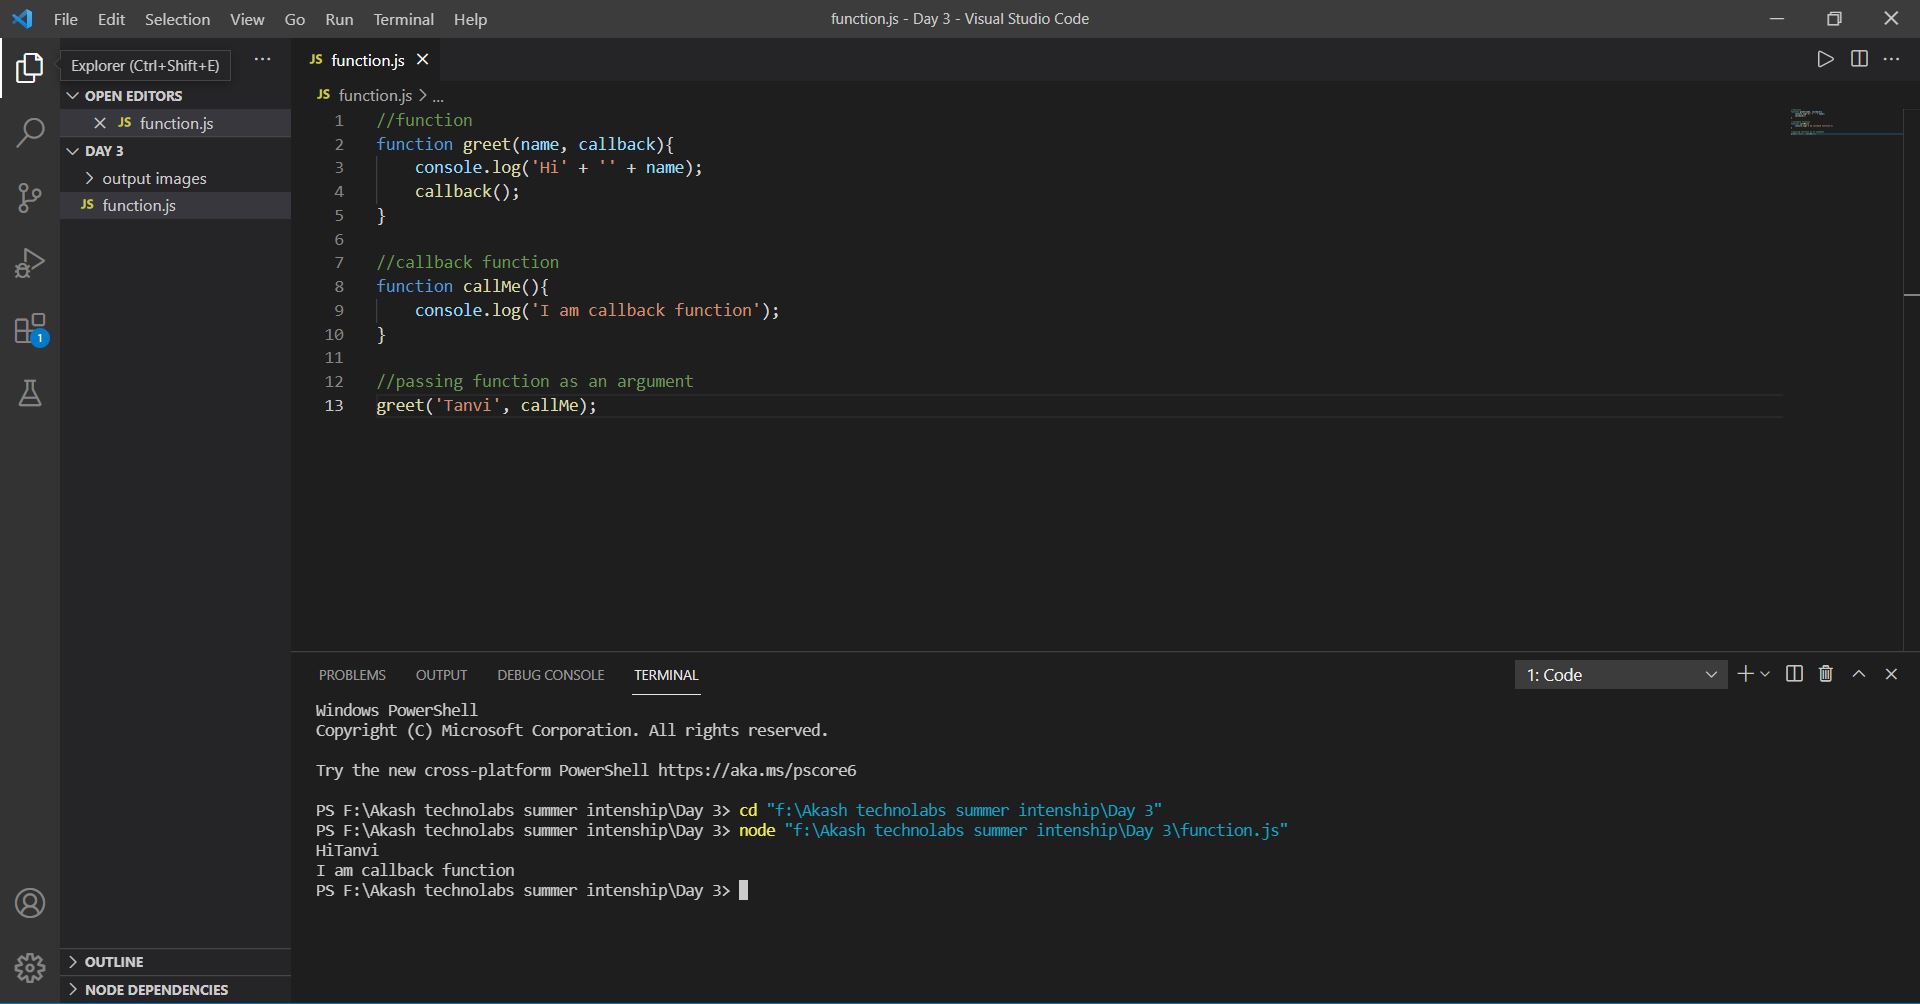 File Edit Selection View Go Run Terminal Help
function.js - Day 3 - Visual Studio Code
Explorer (Ctrl+Shift+E)
OPEN EDITORS
JS function.js
DAY 3
output images
JS function.js
1
OUTLINE
NODE DEPENDENCIES
JS function.js
JS function.js > ...
1 //function
2 function greet(name, callback){
3 console.log('Hi' + '' + name);
4 callback();
5 }
6
7 //callback function
8 function callMe(){
9 console.log('I am callback function');
10 }
11
12 //passing function as an argument
13 greet('Tanvi', callMe);
PROBLEMS OUTPUT DEBUG CONSOLE TERMINAL
1: Code
Windows PowerShell
Copyright (C) Microsoft Corporation. All rights reserved.
Try the new cross-platform PowerShell https://aka.ms/pscore6
PS F:\Akash technolabs summer intenship\Day 3> cd "f:\Akash technolabs summer intenship\Day 3"
PS F:\Akash technolabs summer intenship\Day 3> node "f:\Akash technolabs summer intenship\Day 3\function.js"
HiTanvi
I am callback function
PS F:\Akash technolabs summer intenship\Day 3>